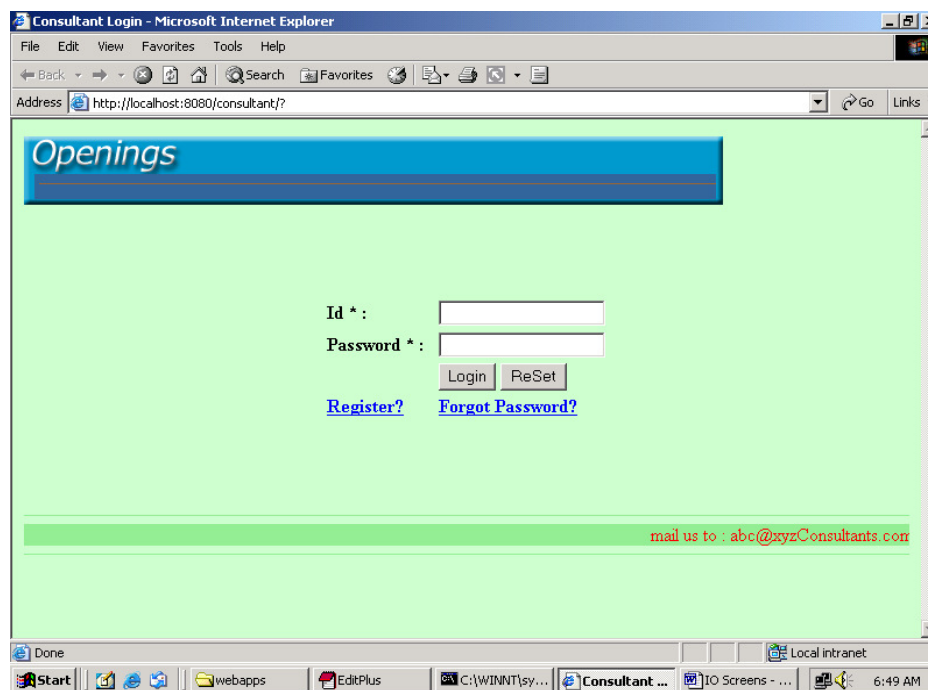 Consultant Login - Microsoft Internet Explorer
File Edit View Favorites Tools Help
Back Search Favorites
Address http://localhost:8080/consultant/? Go Links
Openings
Id * :
Password * :
Login ReSet
Register? Forgot Password?
mail us to : abc@xyzConsultants.com
Done Local intranet
Start webapps EditPlus C:\WINNT\sy... Consultant ... IO Screens - ... 6:49 AM